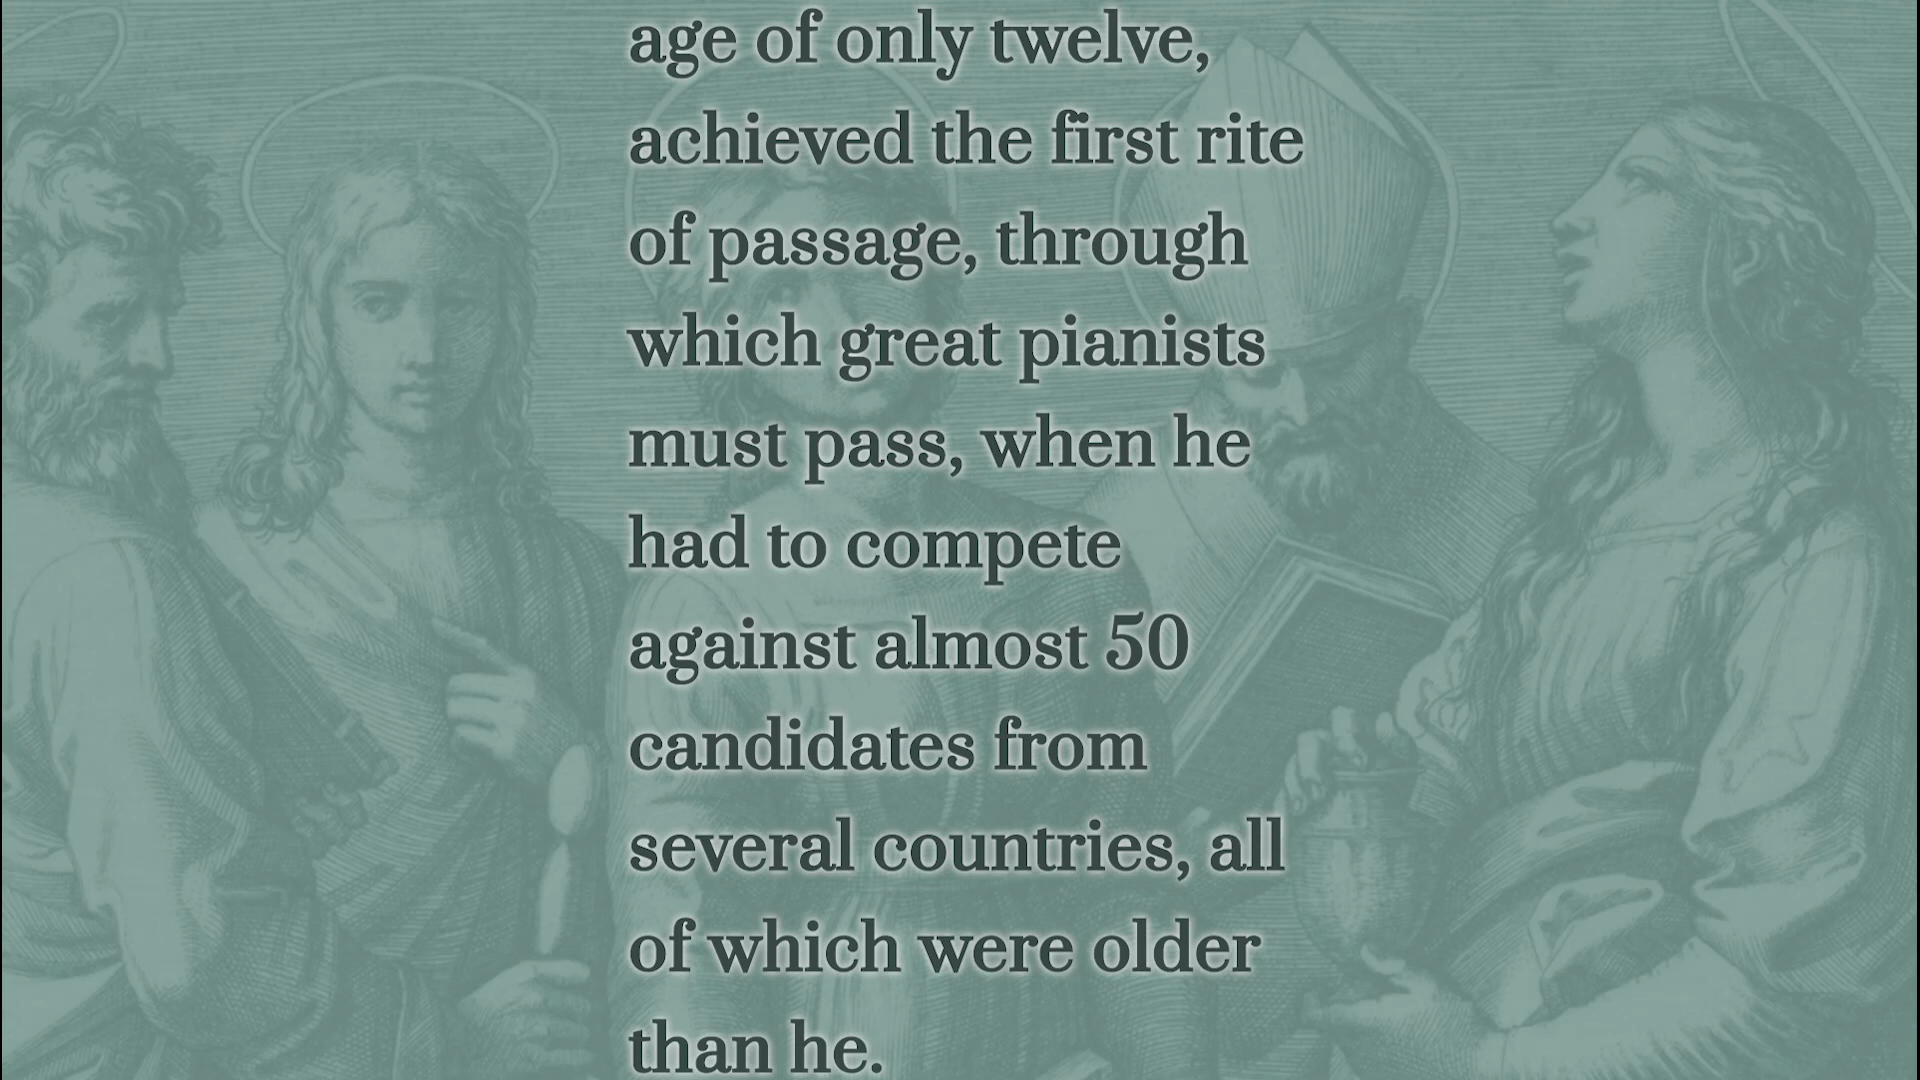 age of only twelve,
achieved the first rite
of passage, through
which great pianists
must pass, when he
had to compete
against almost 50
candidates from
several countries, all
of which were older
than he.